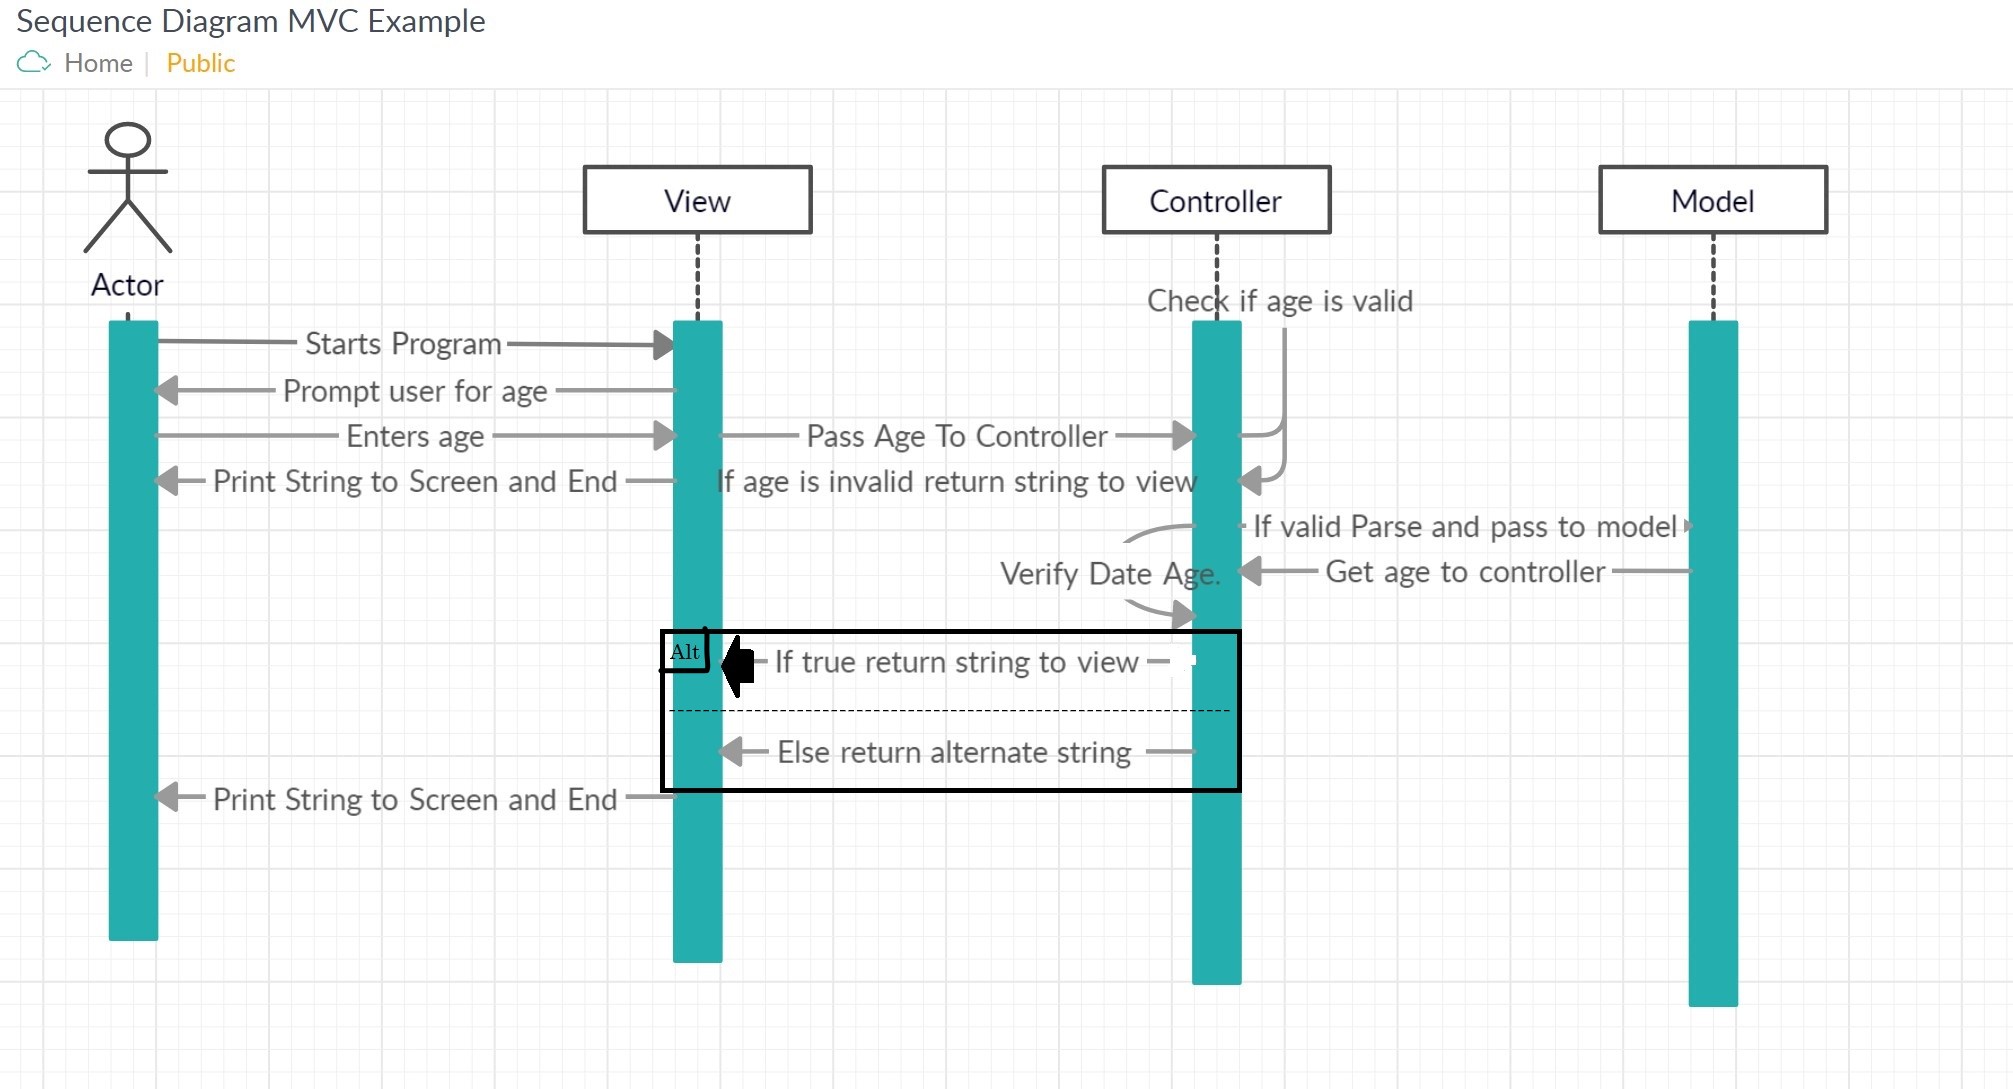 Sequence Diagram MVC Example
Home
Public
View
Controller
Model
Actor
Check if age is valid
Starts Program
Prompt user for age
Enters age
Pass Age To Controller
Print String to Screen and End
If age is invalid return string to view
If valid Parse and pass to model
Verify Date Age.
Get age to controller
Alt
If true return string to view
Else return alternate string
Print String to Screen and End